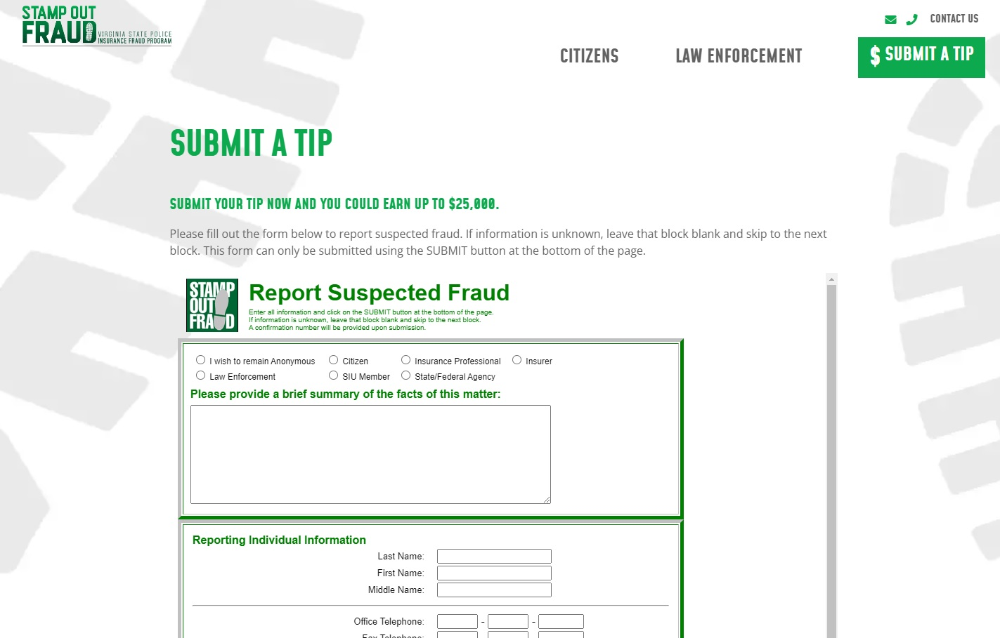 STAMP OUT
FRAUD
VIRGINIA STATE POLICE
INSURANCE FRAUD PROGRAM
CONTACT US
CITIZENS
LAW ENFORCEMENT
$ SUBMIT A TIP
SUBMIT A TIP
SUBMIT YOUR TIP NOW AND YOU COULD EARN UP TO $25,000.
Please fill out the form below to report suspected fraud. If information is unknown, leave that block blank and skip to the next
block. This form can only be submitted using the SUBMIT button at the bottom of the page.
STAMP
OUT
FRAUD
Report Suspected Fraud
Enter all information and click on the SUBMIT button at the bottom of the page.
If information is unknown, leave that block blank and skip to the next block.
A confirmation number will be provided upon submission.
I wish to remain Anonymous Citizen Insurance Professional Insurer
Law Enforcement SIU Member State/Federal Agency
Please provide a brief summary of the facts of this matter:
Reporting Individual Information
Last Name:
First Name:
Middle Name:
Office Telephone: - -
Fax Telephone: